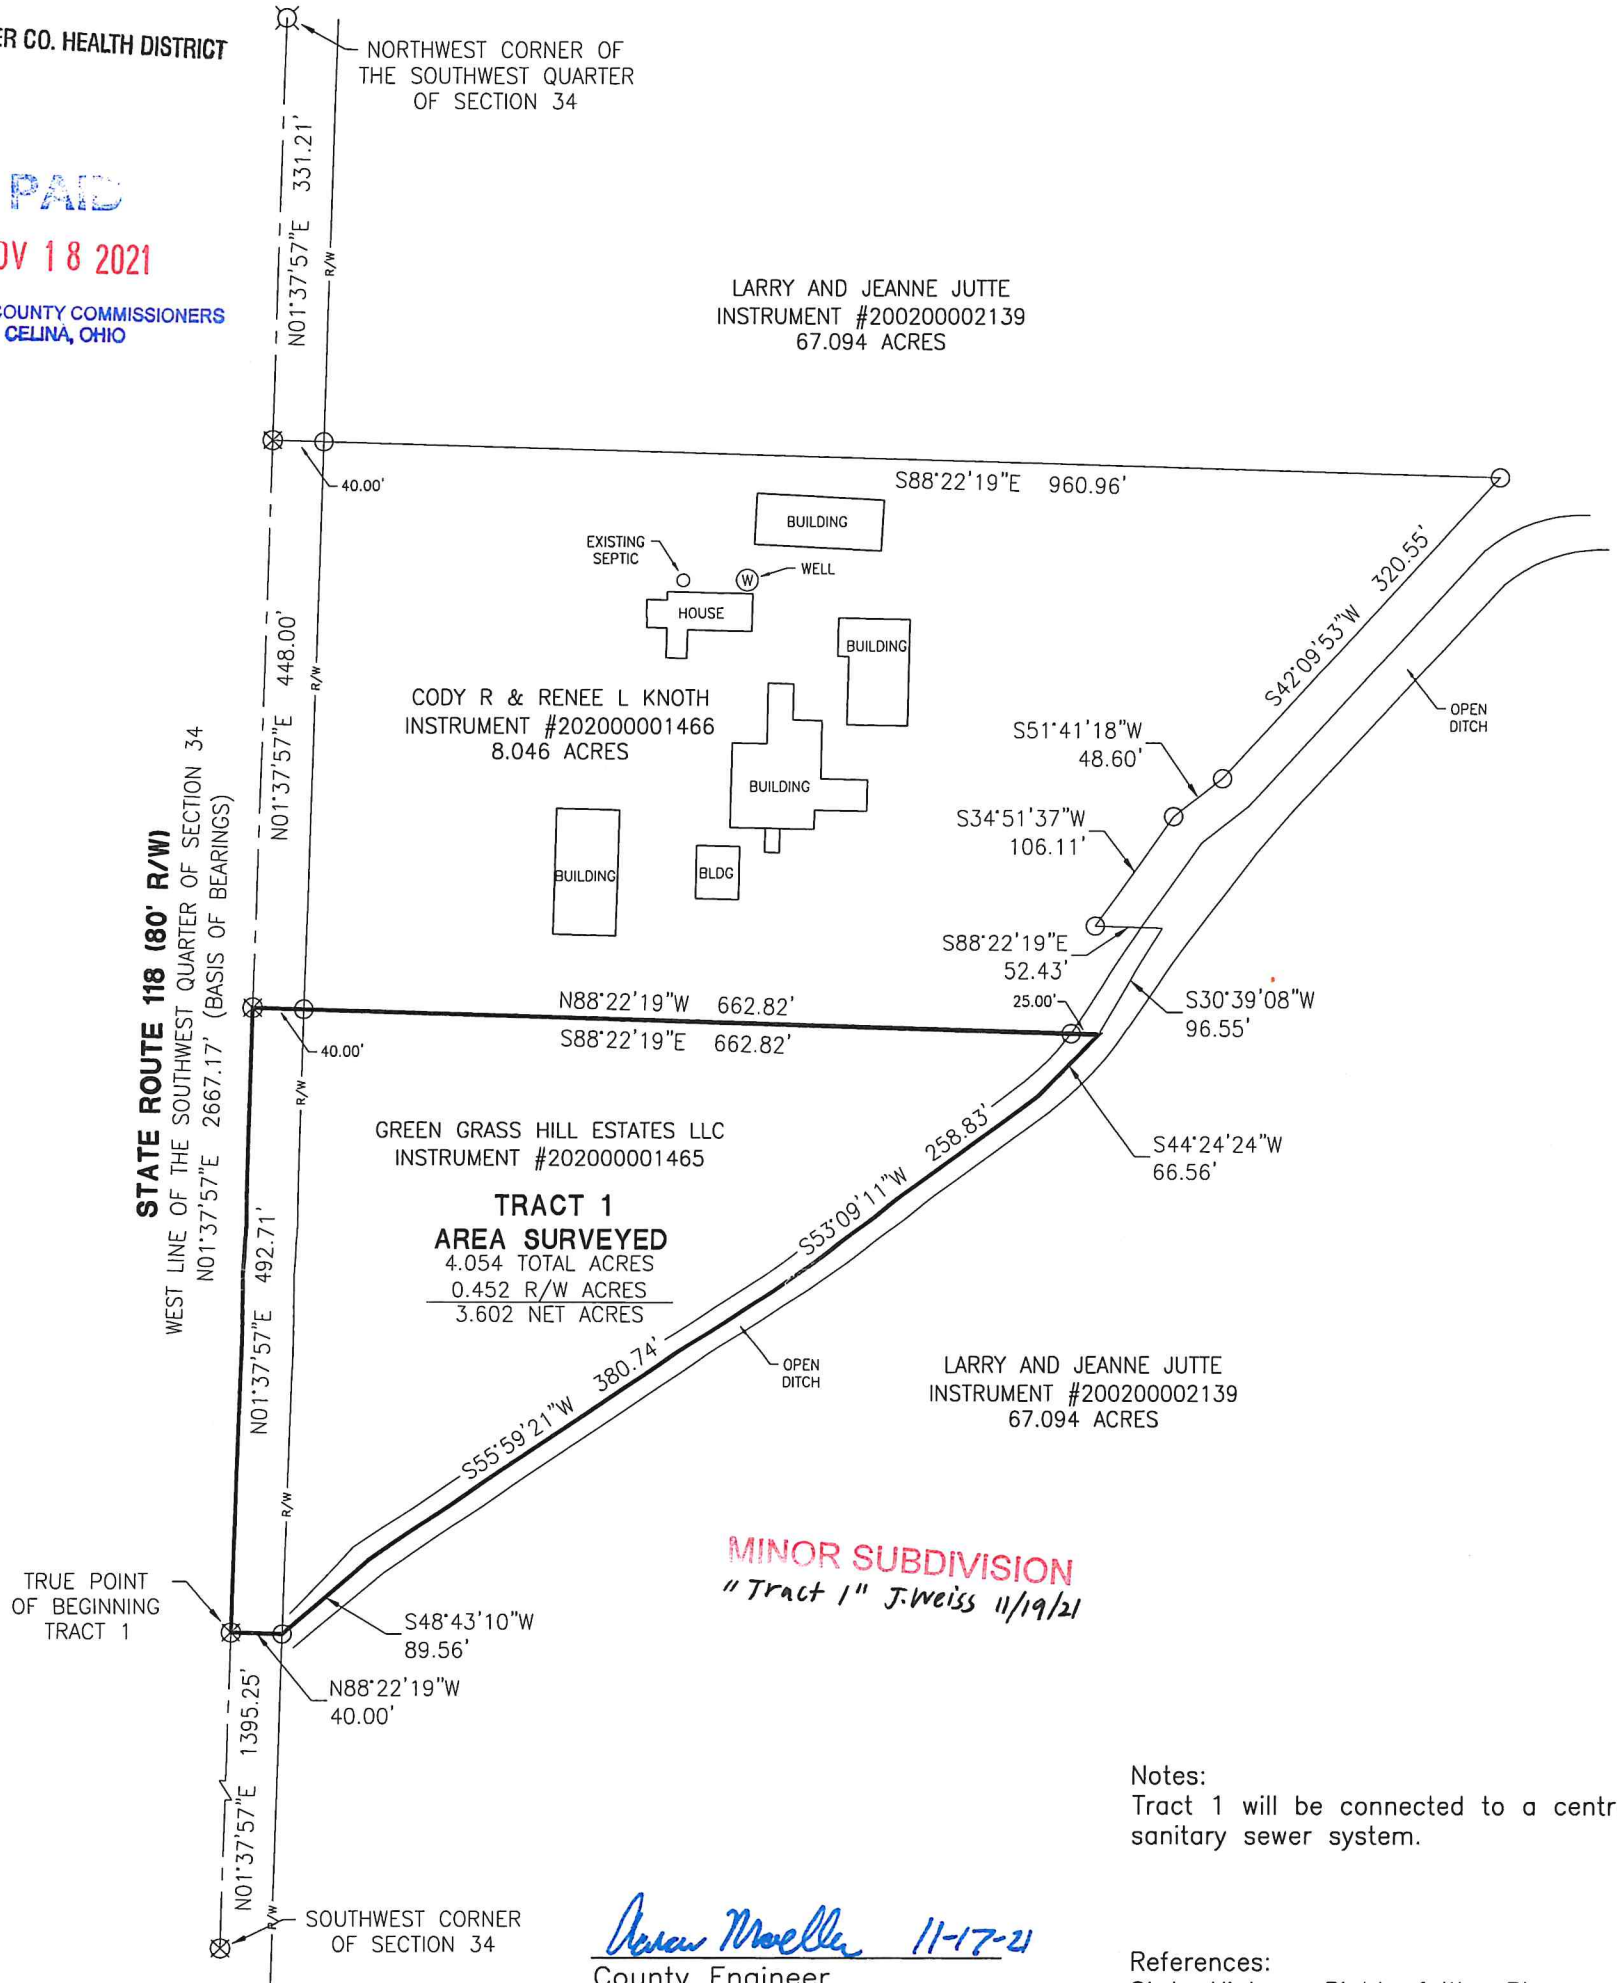 CO. HEALTH DISTRICT
PAID
18 2021
COUNTY COMMISSIONERS
CELINA, OHIO
NORTHWEST CORNER OF
THE SOUTHWEST QUARTER
OF SECTION 34
N01°37'57"E 331.21'
R/W
LARRY AND JEANNE JUTTE
INSTRUMENT #200200002139
67.094 ACRES
40.00'
S88°22'19"E 960.96'
BUILDING
EXISTING
SEPTIC
W
WELL
HOUSE
BUILDING
S42°09'53"W 320.55'
OPEN
DITCH
N01°37'57"E 448.00'
R/W
CODY R & RENEE L KNOTH
INSTRUMENT #202000001466
8.046 ACRES
BUILDING
BUILDING
BLDG
S51°41'18"W
48.60'
S34°51'37"W
106.11'
S88°22'19"E
52.43'
25.00'
S30°39'08"W
96.55'
STATE ROUTE 118 (80' R/W)
WEST LINE OF THE SOUTHWEST QUARTER OF SECTION 34
N01°37'57"E 2667.17' (BASIS OF BEARINGS)
N88°22'19"W 662.82'
S88°22'19"E 662.82'
40.00'
R/W
GREEN GRASS HILL ESTATES LLC
INSTRUMENT #202000001465
TRACT 1
AREA SURVEYED
4.054 TOTAL ACRES
0.452 R/W ACRES
3.602 NET ACRES
N01°37'57"E 492.71'
S53°09'11"W 258.83'
S44°24'24"W
66.56'
S55°59'21"W 380.74'
OPEN
DITCH
LARRY AND JEANNE JUTTE
INSTRUMENT #200200002139
67.094 ACRES
R/W
MINOR SUBDIVISION
"Tract 1" J.Weiss 11/19/21
TRUE POINT
OF BEGINNING
TRACT 1
S48°43'10"W
89.56'
N88°22'19"W
40.00'
N01°37'57"E 1395.25'
R/W
SOUTHWEST CORNER
OF SECTION 34
Notes:
Tract 1 will be connected to a centr
sanitary sewer system.
11-17-21
County Engineer
References: